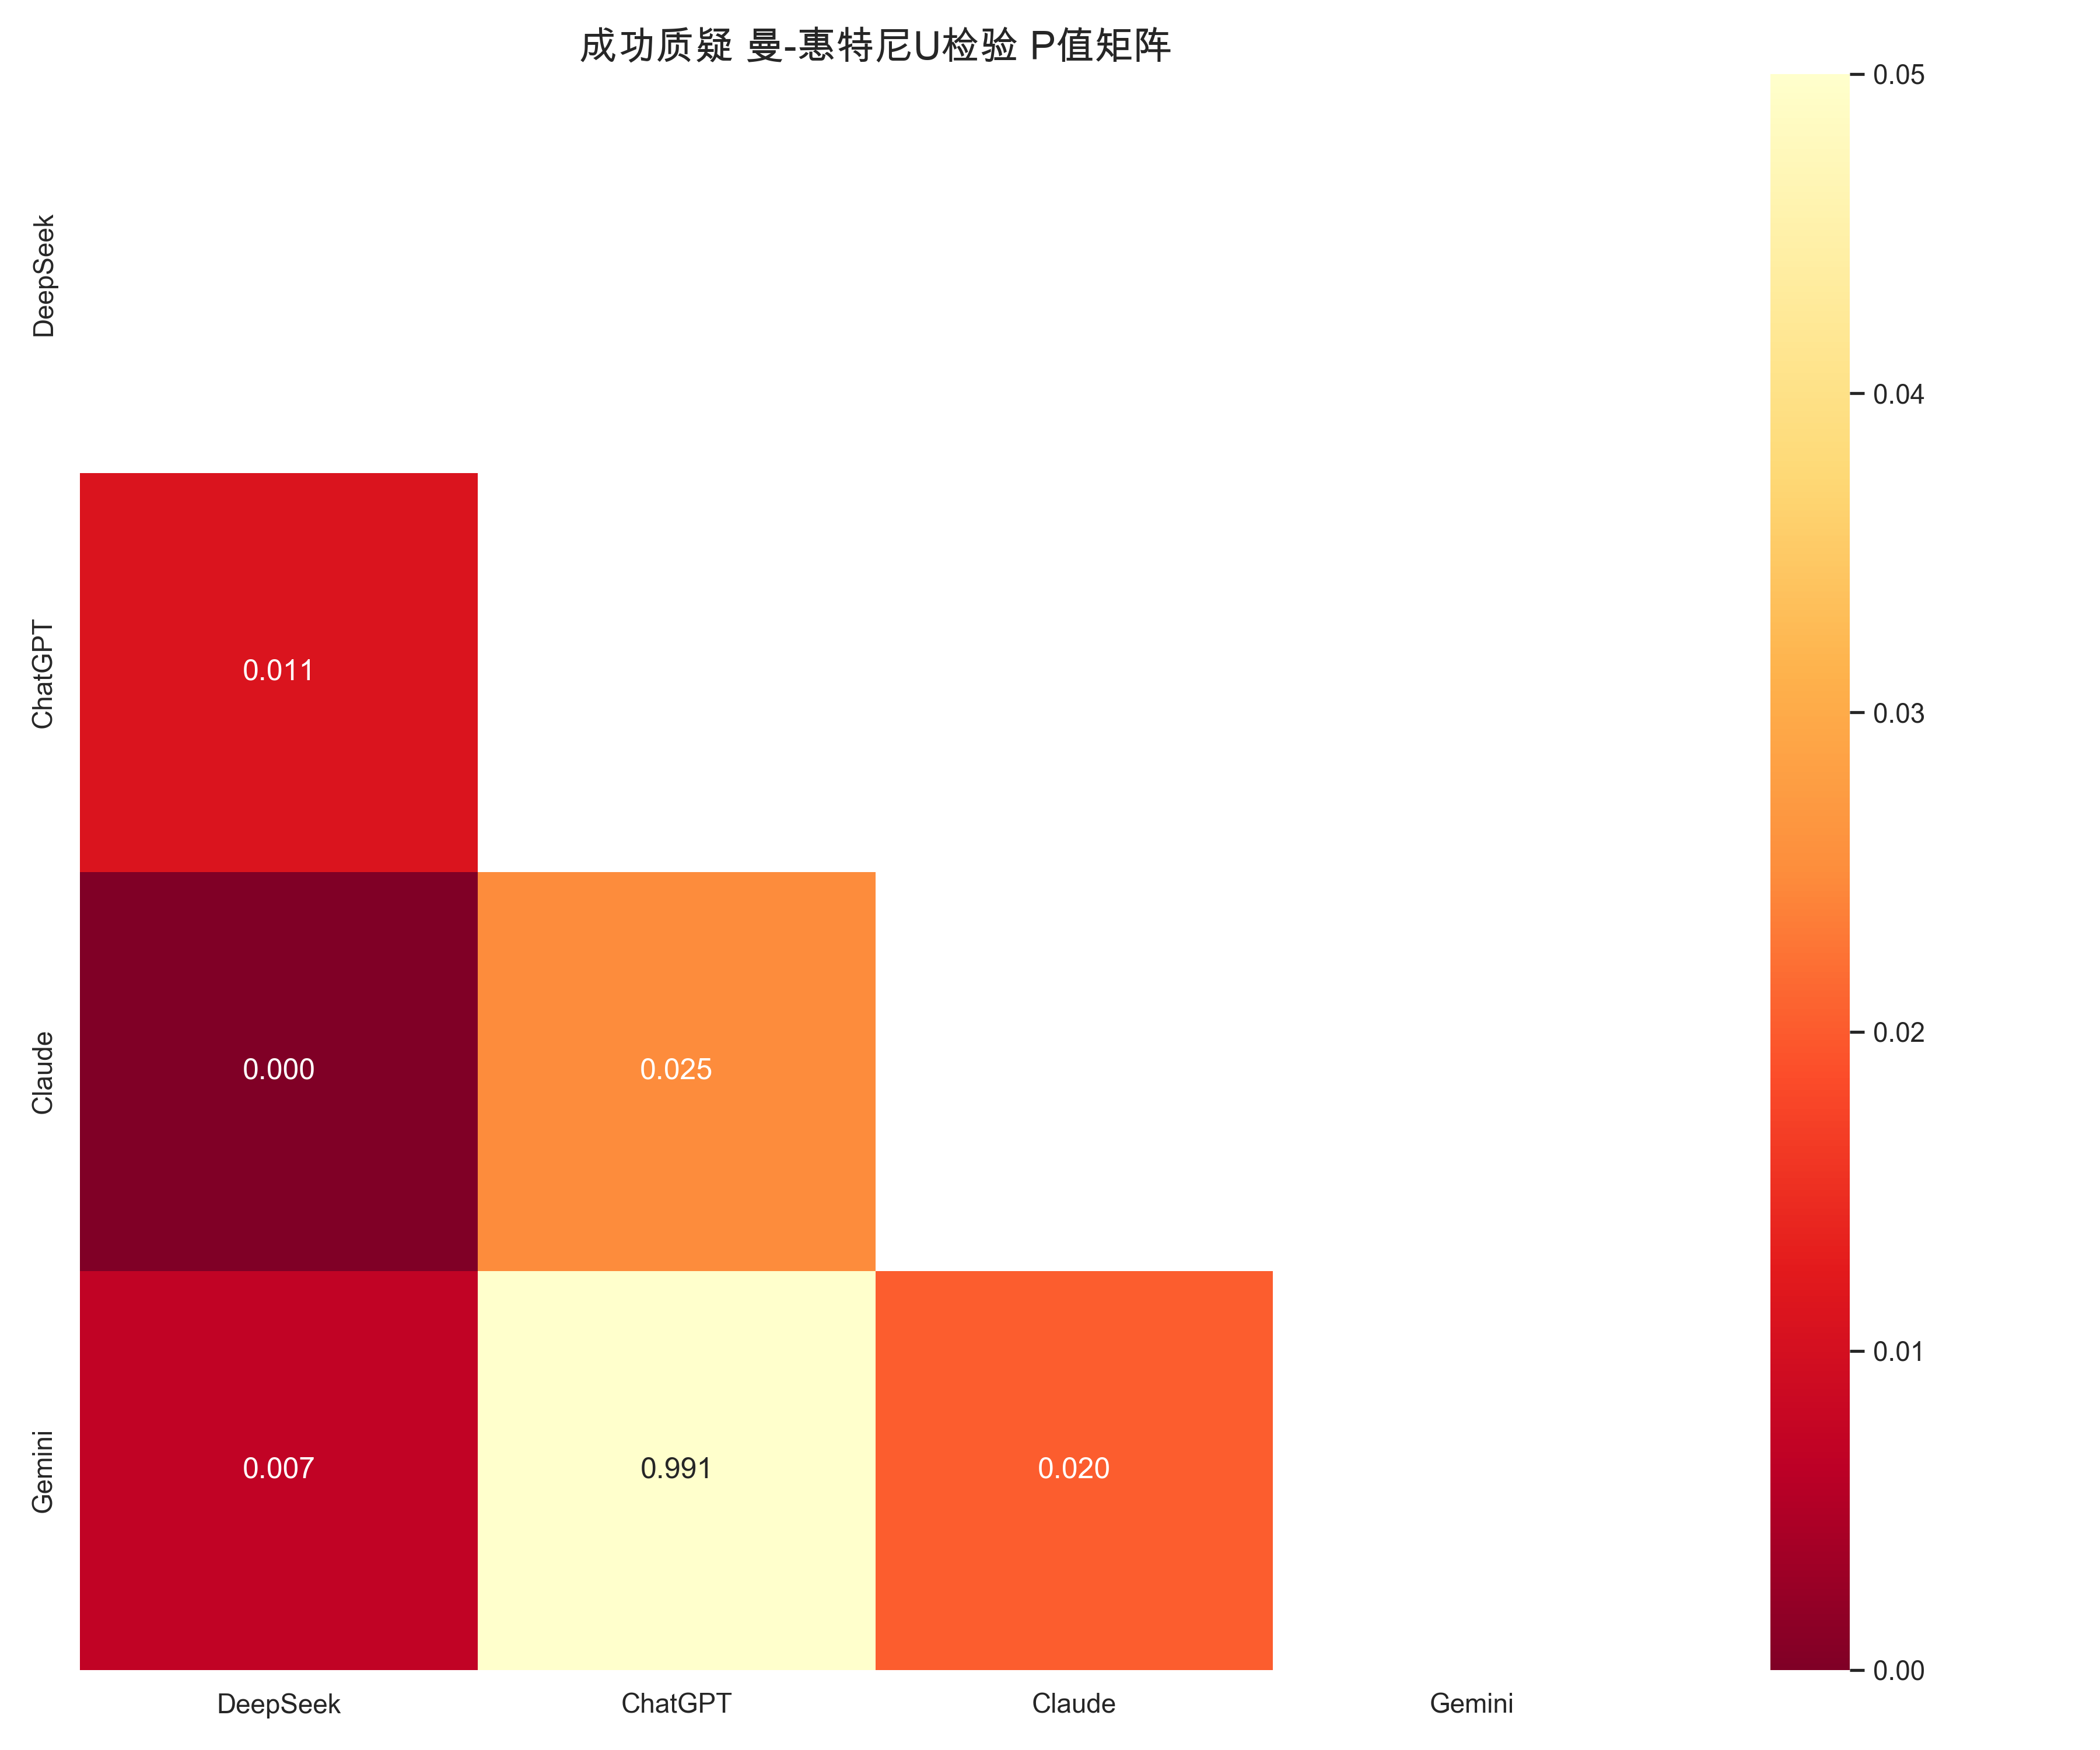 成功质疑 曼-惠特尼U检验 P值矩阵
0.05
DeepSeek
0.04
ChatGPT
0.011
0.03
Claude
0.000 0.025
0.02
Gemini
0.007 0.991 0.020
0.01
0.00
DeepSeek ChatGPT Claude Gemini